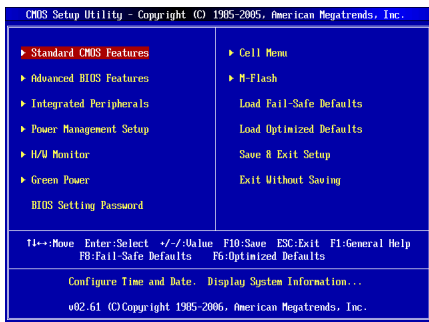 CMOS Setup Utility - Copyright (C) 1985-2005, American Megatrends, Inc.
▶ Standard CMOS Features
▶ Advanced BIOS Features
▶ Integrated Peripherals
▶ Power Management Setup
▶ H/W Monitor
▶ Green Power
BIOS Setting Password
▶ Cell Menu
▶ M-Flash
Load Fail-Safe Defaults
Load Optimized Defaults
Save & Exit Setup
Exit Without Saving
↑↓←→:Move Enter:Select +/-/:Value F10:Save ESC:Exit F1:General Help
F8:Fail-Safe Defaults F6:Optimized Defaults
Configure Time and Date. Display System Information...
v02.61 (C)Copyright 1985-2006, American Megatrends, Inc.